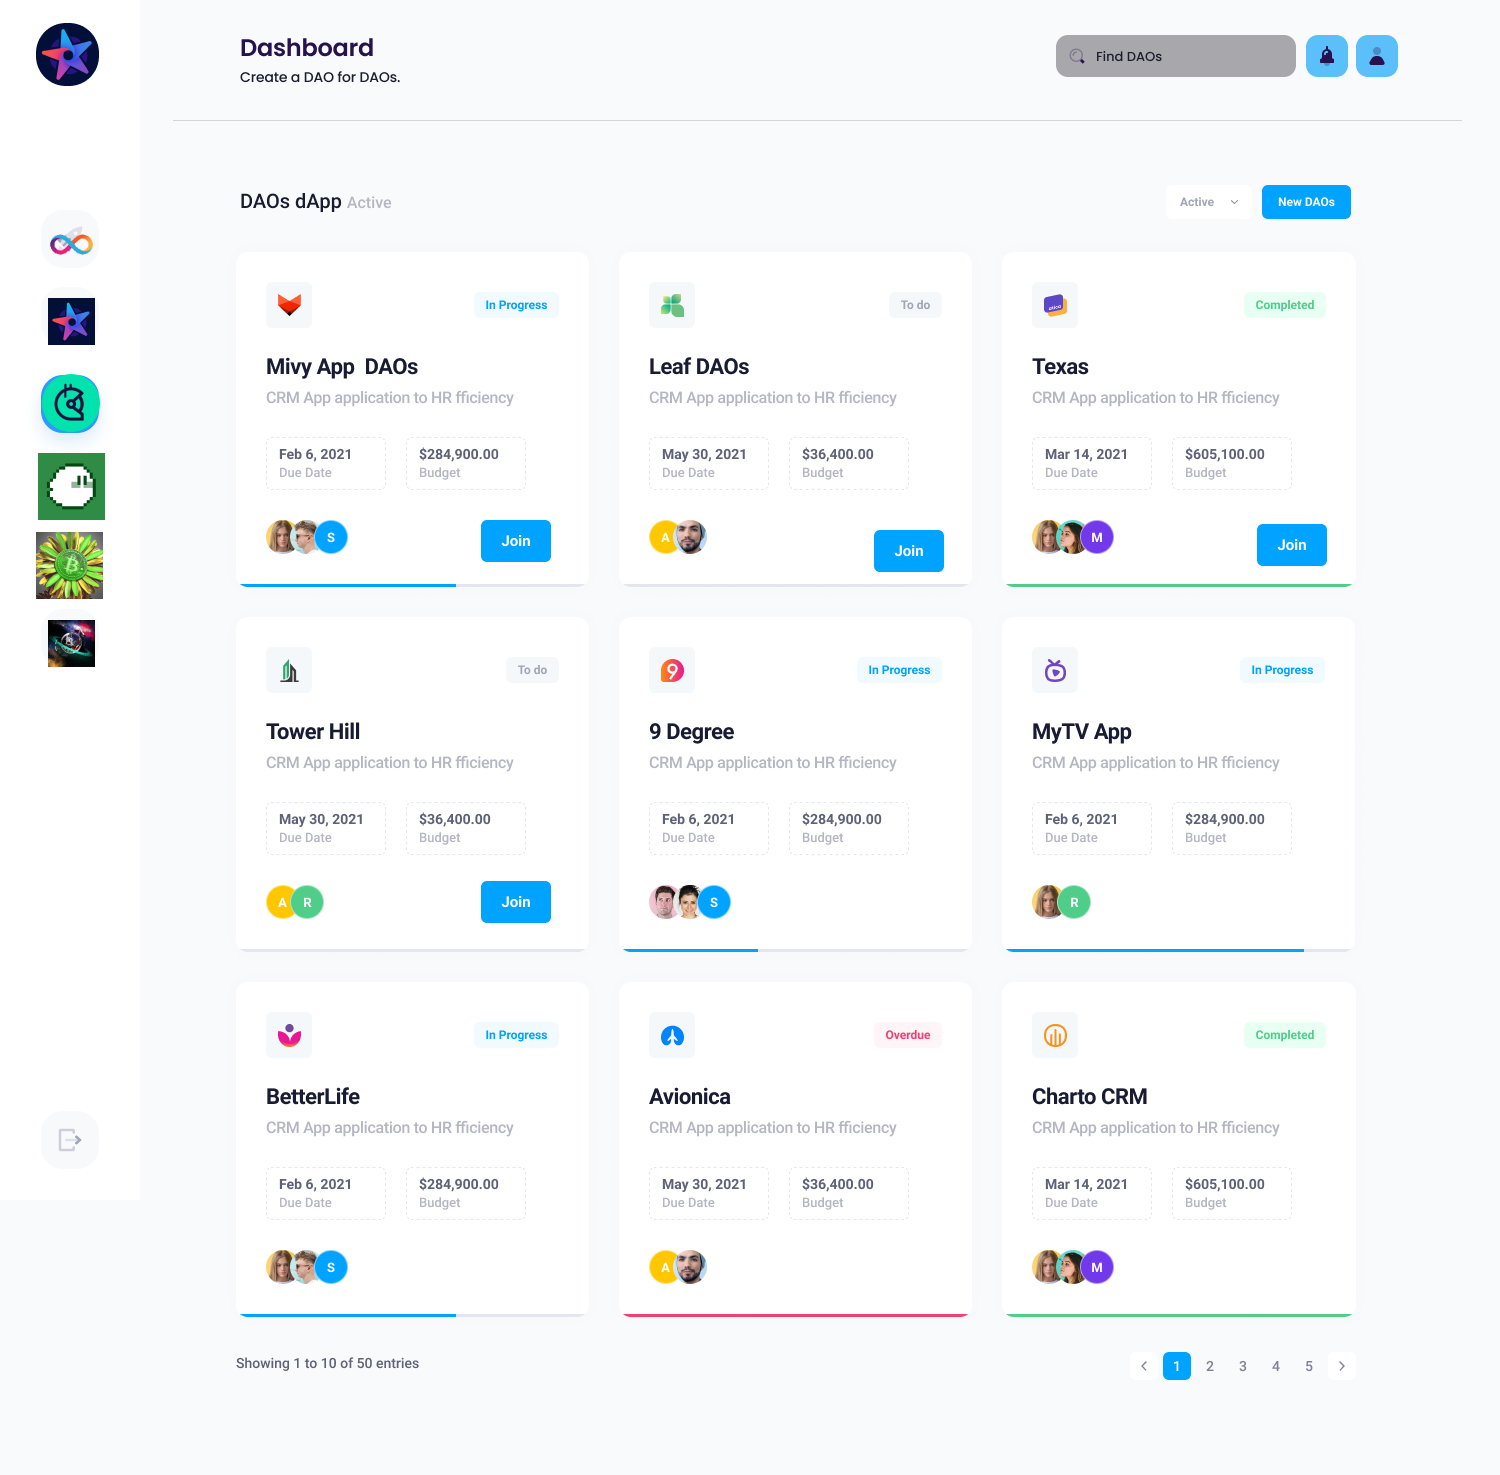 Dashboard
Create a DAO for DAOs.
Find DAOs
DAOs dApp Active
Active
New DAOs
In Progress
Mivy App  DAOs
CRM App application to HR fficiency
Feb 6, 2021
Due Date
$284,900.00
Budget
S
Join
To do
Leaf DAOs
CRM App application to HR fficiency
May 30, 2021
Due Date
$36,400.00
Budget
A
Join
Completed
Texas
CRM App application to HR fficiency
Mar 14, 2021
Due Date
$605,100.00
Budget
M
Join
To do
Tower Hill
CRM App application to HR fficiency
May 30, 2021
Due Date
$36,400.00
Budget
A
R
Join
9
In Progress
9 Degree
CRM App application to HR fficiency
Feb 6, 2021
Due Date
$284,900.00
Budget
S
In Progress
MyTV App
CRM App application to HR fficiency
Feb 6, 2021
Due Date
$284,900.00
Budget
R
In Progress
BetterLife
CRM App application to HR fficiency
Feb 6, 2021
Due Date
$284,900.00
Budget
S
Overdue
Avionica
CRM App application to HR fficiency
May 30, 2021
Due Date
$36,400.00
Budget
A
Completed
Charto CRM
CRM App application to HR fficiency
Mar 14, 2021
Due Date
$605,100.00
Budget
M
Showing 1 to 10 of 50 entries
1 2 3 4 5